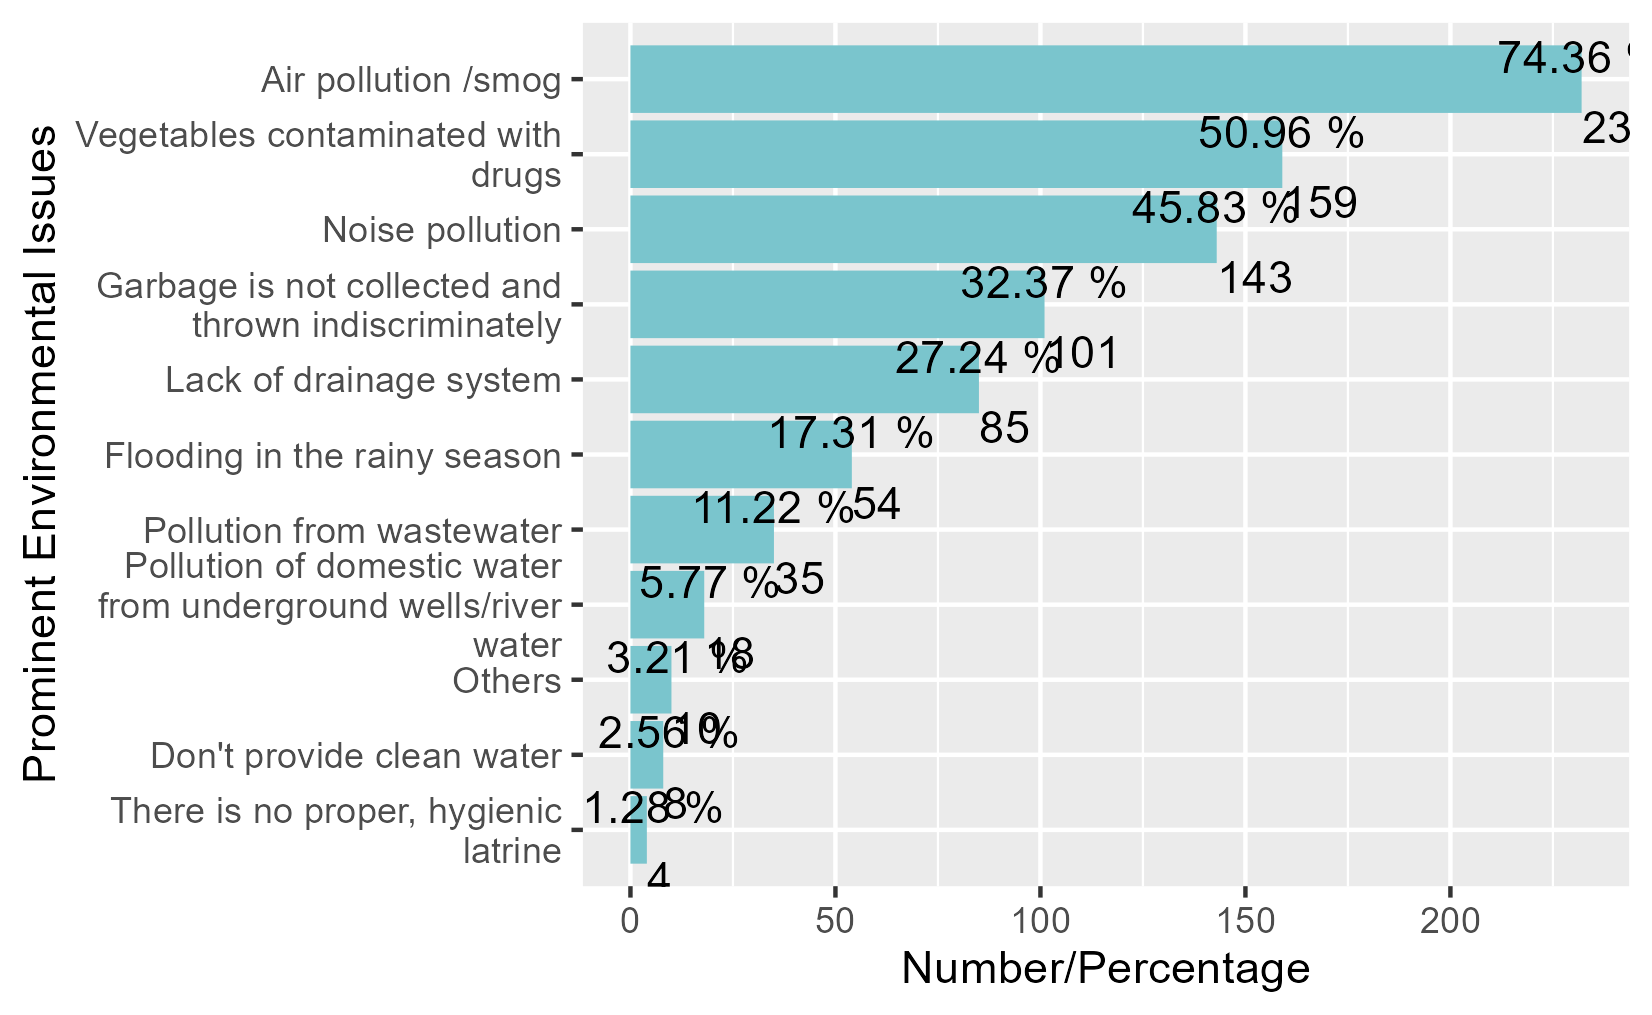 Prominent Environmental Issues
Air pollution /smog
74.36 %
23
Vegetables contaminated with
drugs
50.96 %
159
Noise pollution
45.83 %
143
Garbage is not collected and
thrown indiscriminately
32.37 %
101
Lack of drainage system
27.24 %
85
Flooding in the rainy season
17.31 %
54
Pollution from wastewater
11.22 %
35
Pollution of domestic water
from underground wells/river
water
5.77 %
18
Others
3.21 %
10
Don't provide clean water
2.56 %
8
There is no proper, hygienic
latrine
1.28 %
4
0 50 100 150 200
Number/Percentage